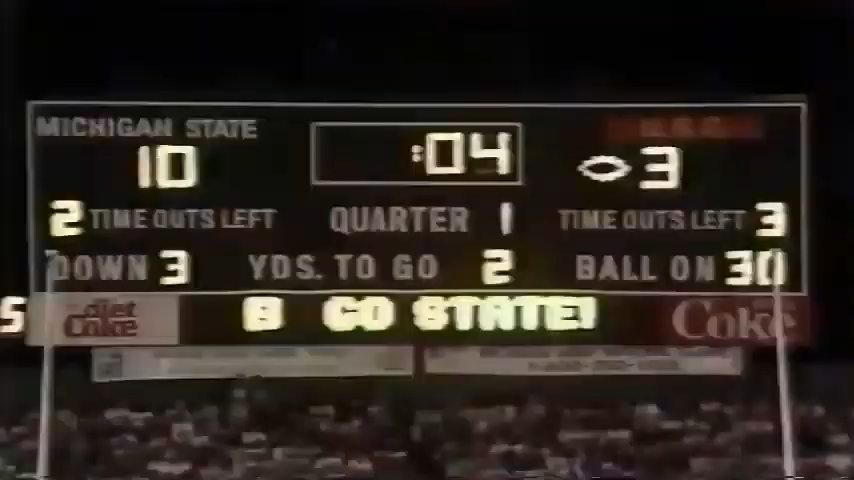 MICHIGAN STATE
10 :04 3
2 TIME OUTS LEFT QUARTER 1 TIME OUTS LEFT 3
DOWN 3 YDS. TO GO 2 BALL ON 30
S diet Coke 8 GO STATE! Coke